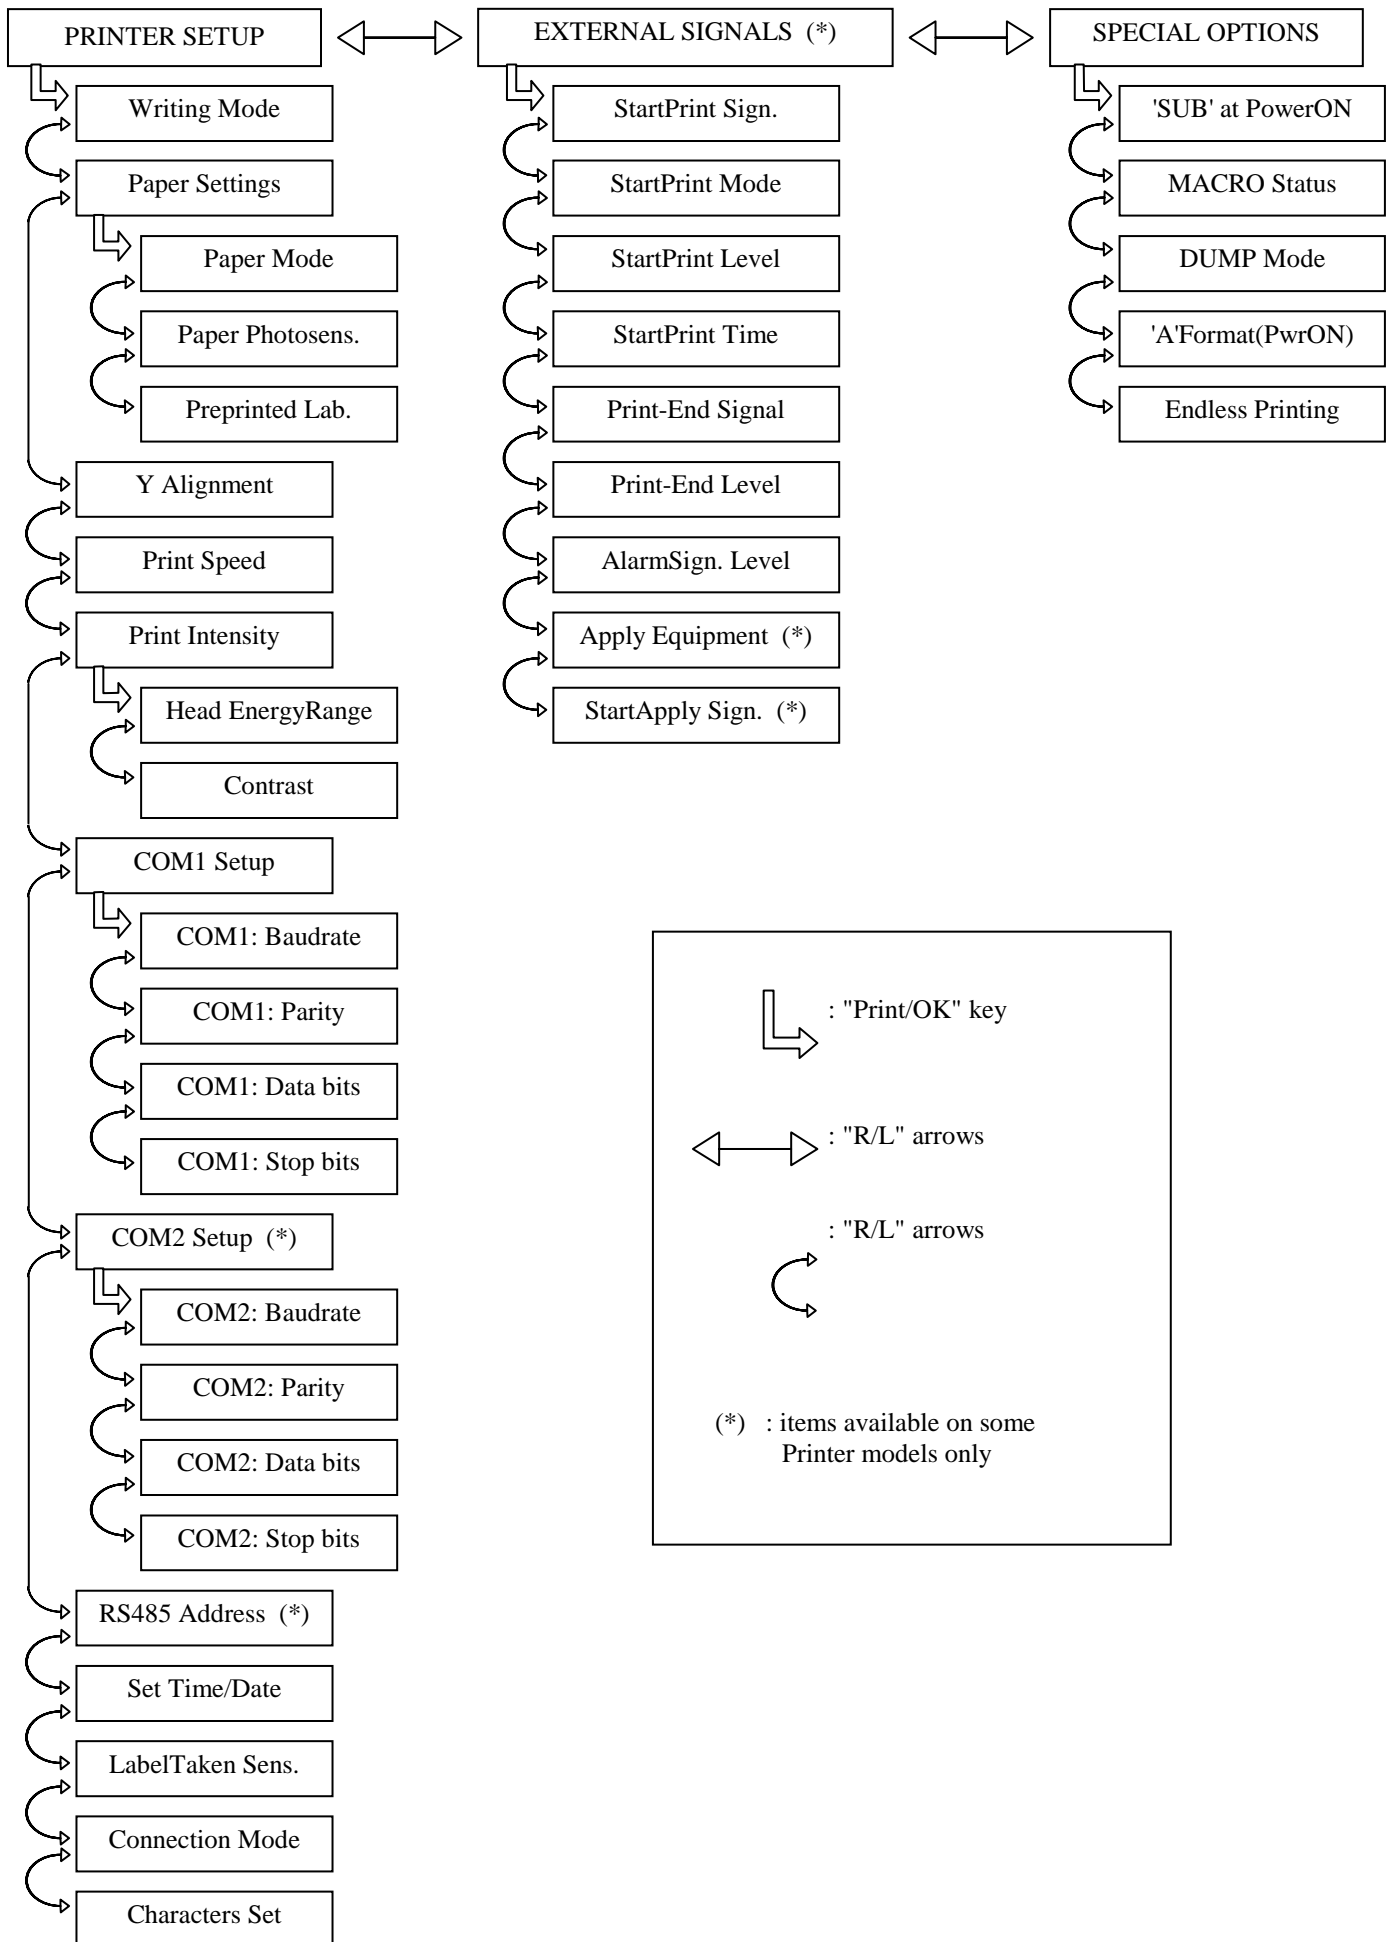 PRINTER SETUP
Writing Mode
Paper Settings
Paper Mode
Paper Photosens.
Preprinted Lab.
Y Alignment
Print Speed
Print Intensity
Head EnergyRange
Contrast
COM1 Setup
COM1: Baudrate
COM1: Parity
COM1: Data bits
COM1: Stop bits
COM2 Setup (*)
COM2: Baudrate
COM2: Parity
COM2: Data bits
COM2: Stop bits
RS485 Address (*)
Set Time/Date
LabelTaken Sens.
Connection Mode
Characters Set
EXTERNAL SIGNALS (*)
StartPrint Sign.
StartPrint Mode
StartPrint Level
StartPrint Time
Print-End Signal
Print-End Level
AlarmSign. Level
Apply Equipment (*)
StartApply Sign. (*)
SPECIAL OPTIONS
'SUB' at PowerON
MACRO Status
DUMP Mode
'A'Format(PwrON)
Endless Printing
: "Print/OK" key
: "R/L" arrows
: "R/L" arrows
(*) : items available on some
Printer models only